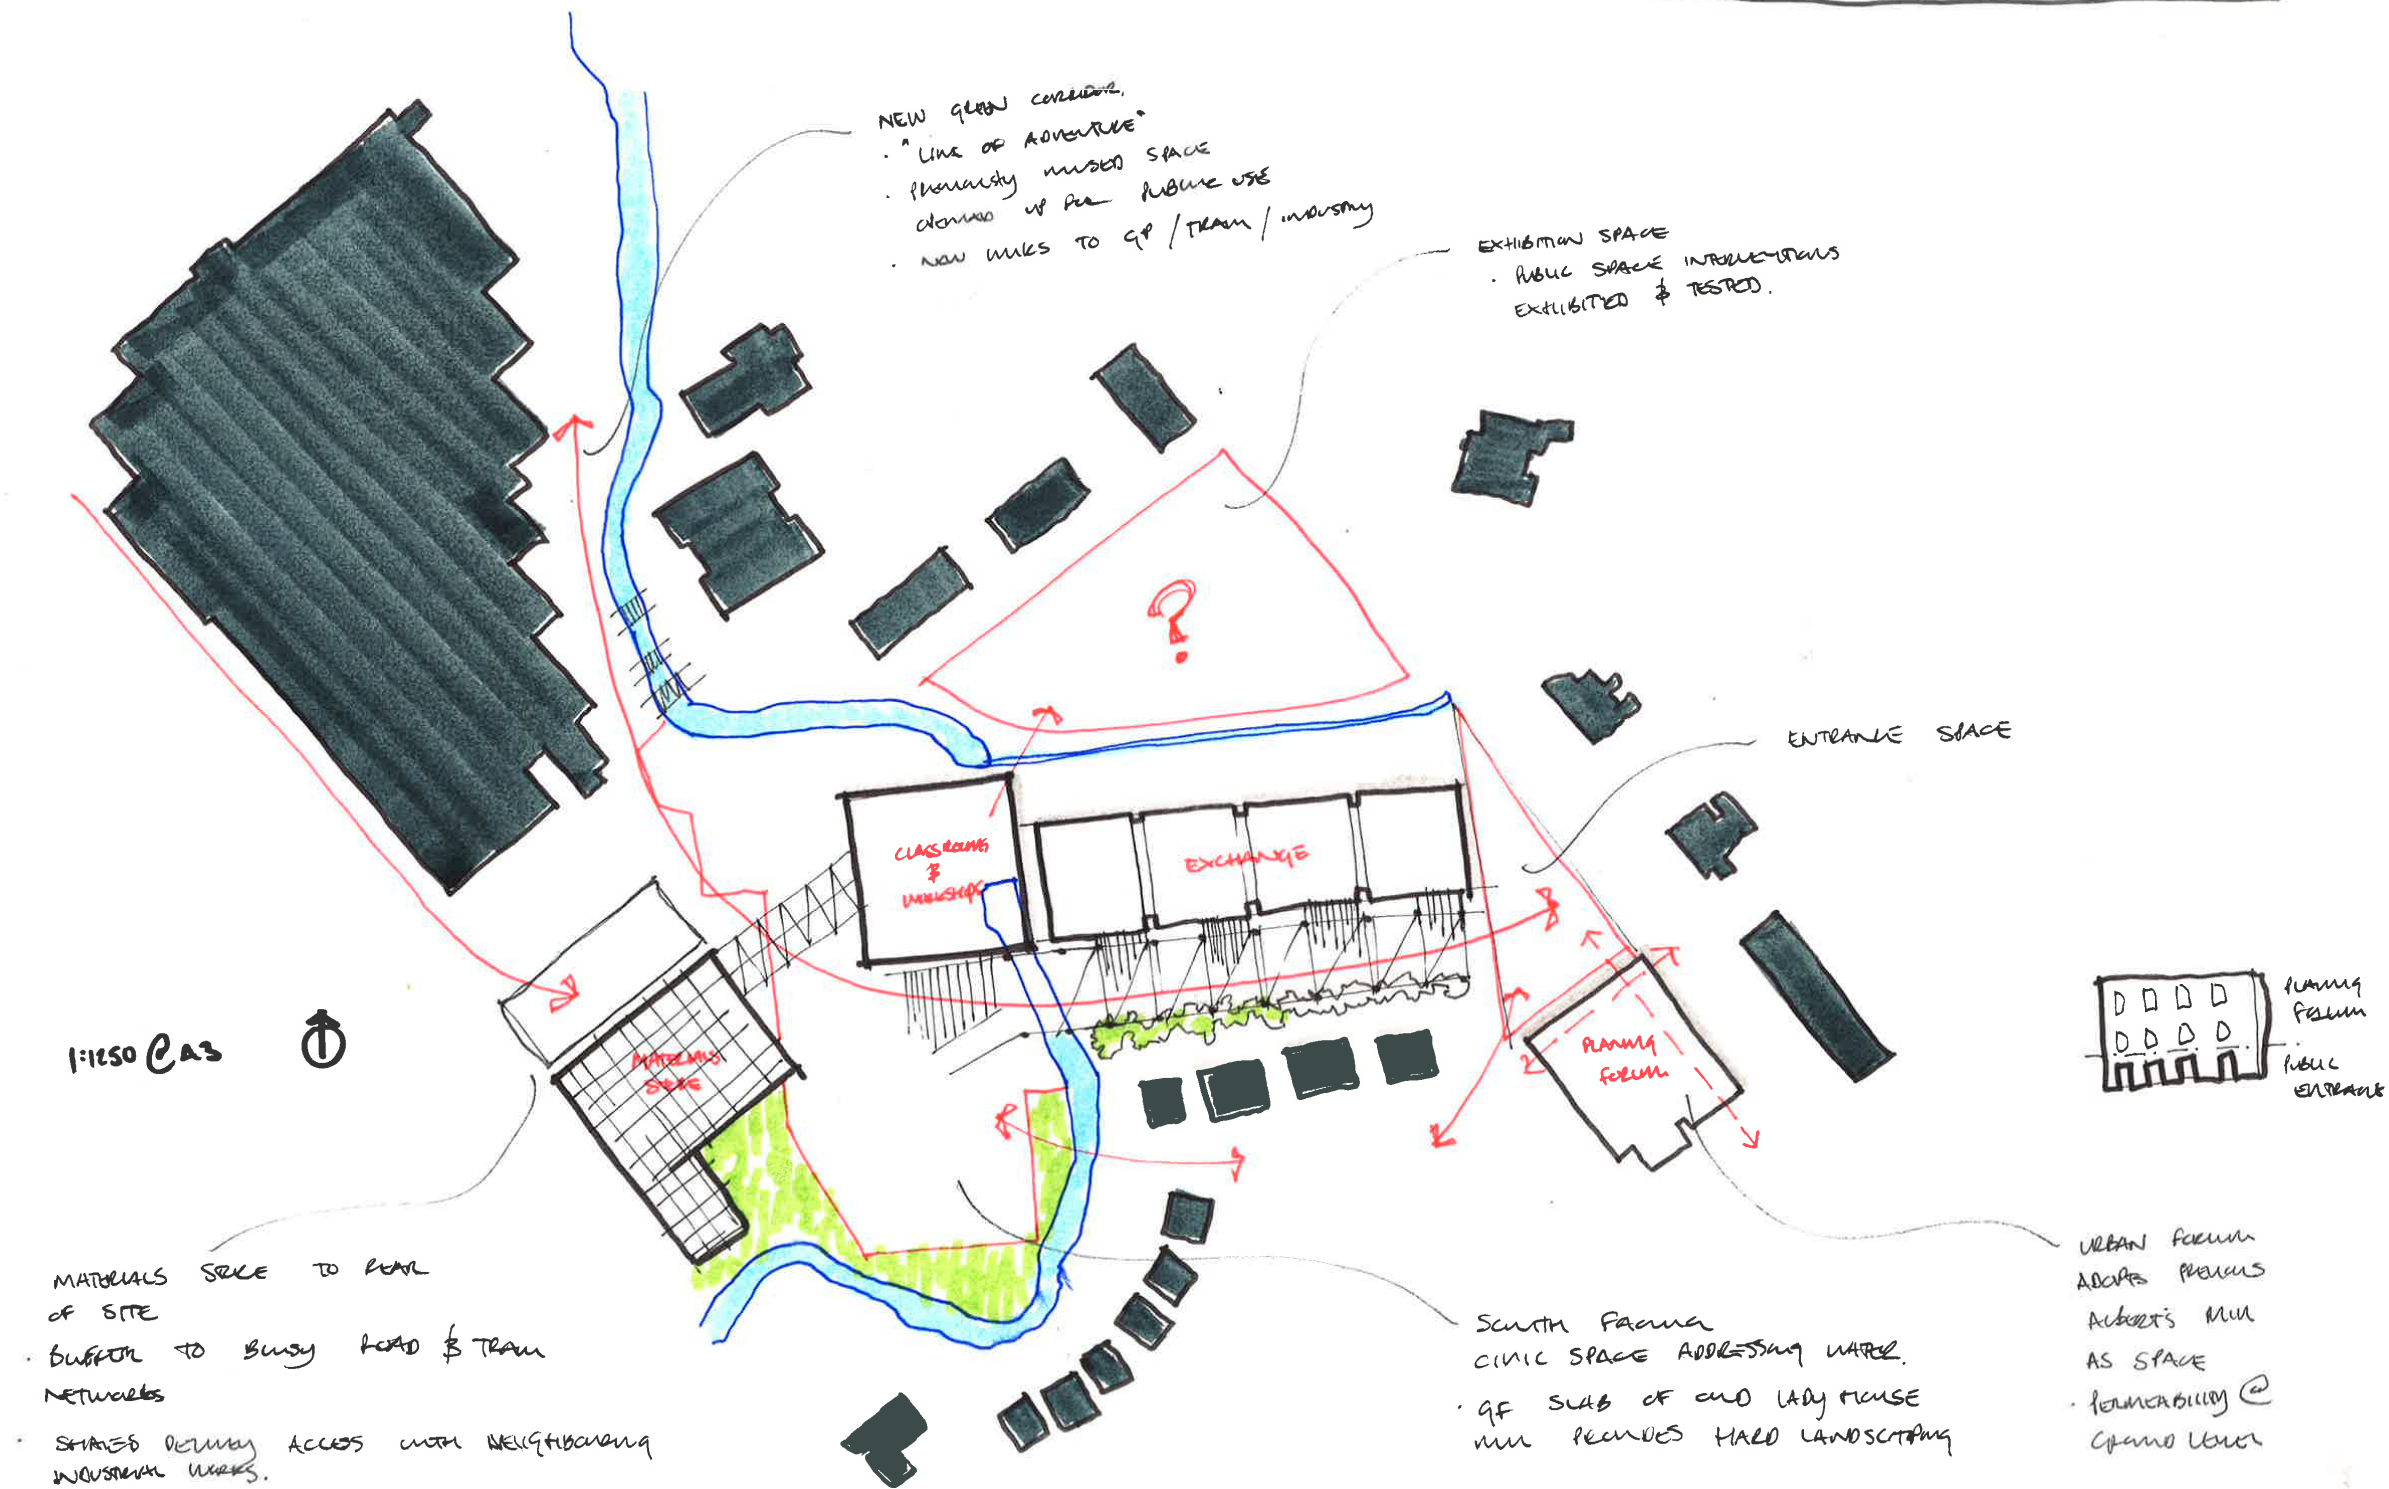 NEW GREEN CORRIDOR.
· "LINE OF ADVENTURE"
· PREVIOUSLY UNUSED SPACE
OPENED UP FOR PUBLIC USE
· NEW LINKS TO GP / TRAM / INDUSTRY
EXHIBITION SPACE
· PUBLIC SPACE INTERVENTIONS
EXHIBITED & TESTED.
?
ENTRANCE SPACE
CLASSROOMS
&
WORKSHOPS
EXCHANGE
MATERIALS
STORE
PLANNING
FORUM
1:1250 @ A3
PLANNING
FORUM
PUBLIC
ENTRANCE
MATERIALS STORE TO REAR
OF SITE
· BUFFER TO BUSY ROAD & TRAM
NETWORKS
· SHARED DELIVERY ACCESS WITH NEIGHBOURING
INDUSTRIAL WORKS.
SOUTH FACING
CIVIC SPACE ADDRESSING WATER.
· GF SLAB OF OLD LADY HOUSE
MILL PROVIDES HARD LANDSCAPING
URBAN FORUM
ADOPTS PREVIOUS
ALBERT'S MILL
AS SPACE
· PERMEABILITY @
GROUND LEVEL